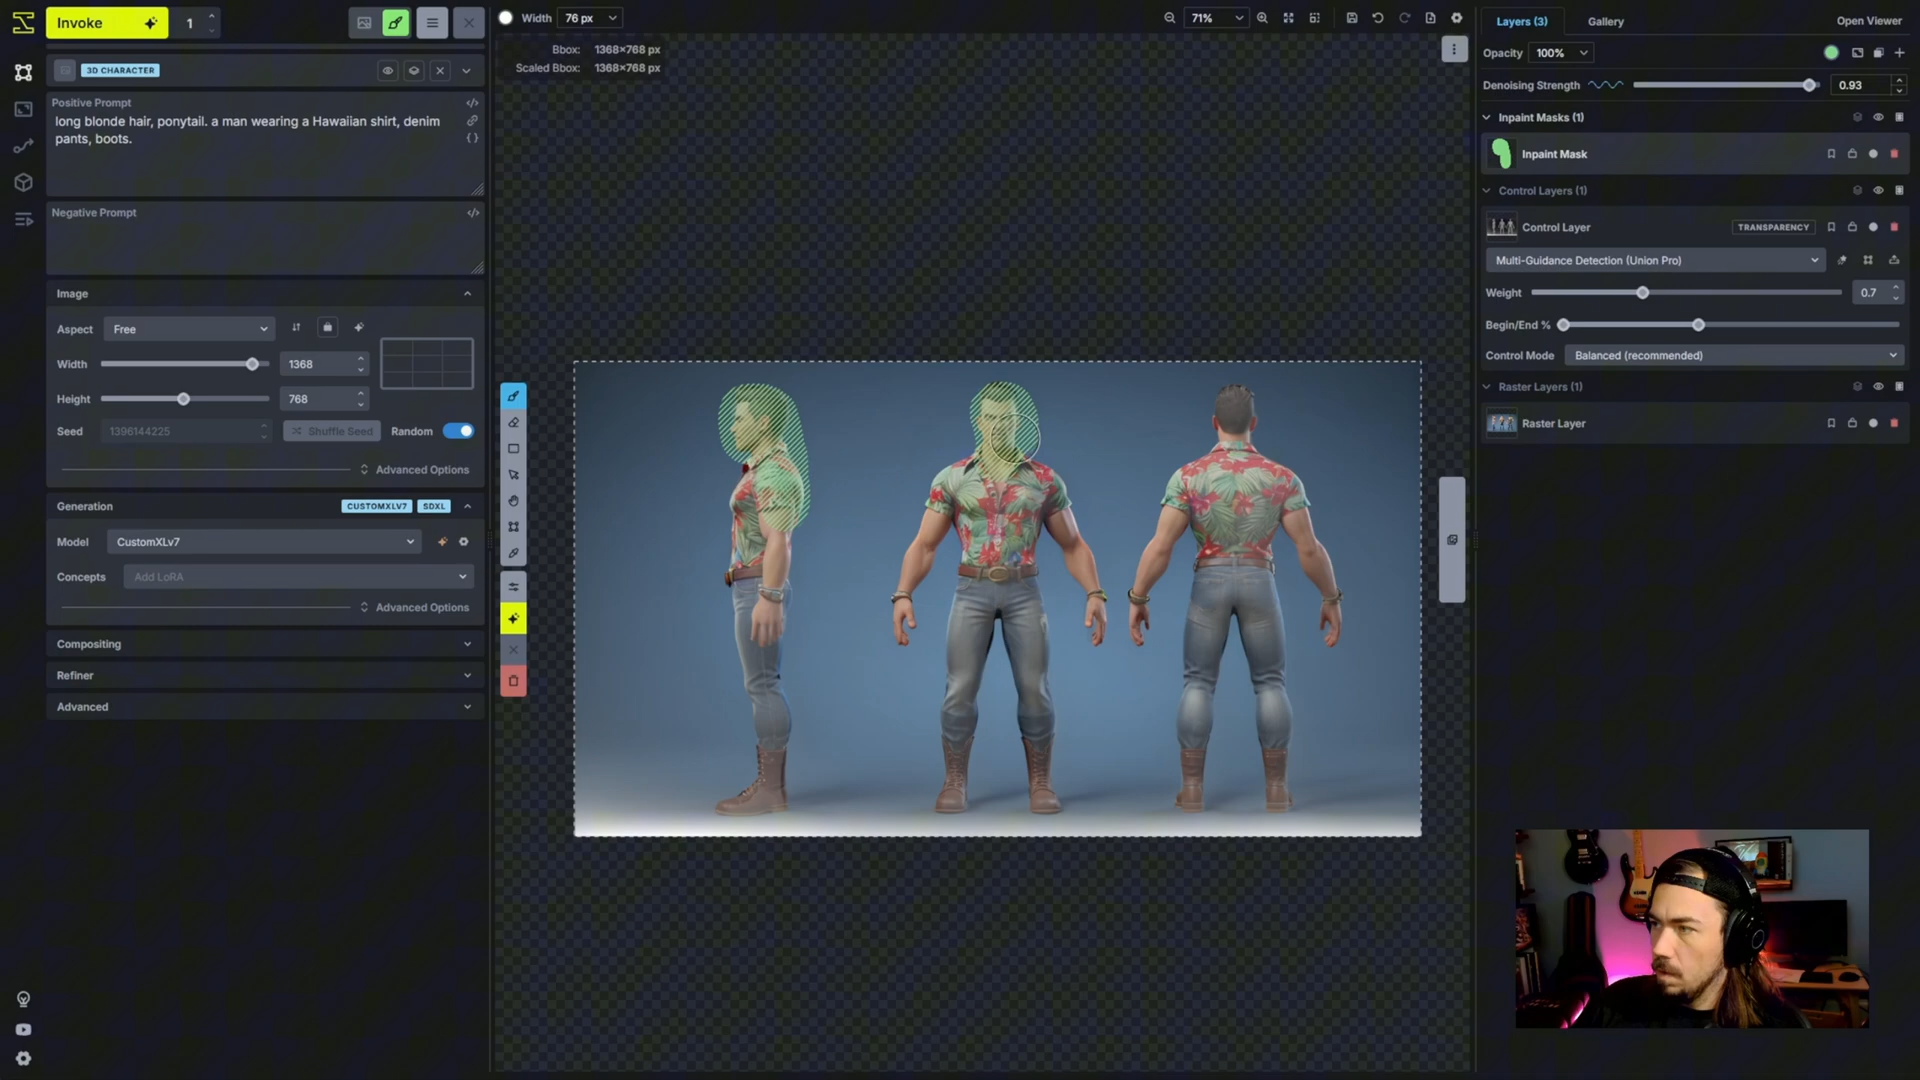 Invoke
1
Width 76 px
71%
Layers (3)
Gallery
Open Viewer
Bbox: 1368×768 px
Scaled Bbox: 1368×768 px
Opacity 100%
3D CHARACTER
Denoising Strength 0.93
Positive Prompt
long blonde hair, ponytail. a man wearing a Hawaiian shirt, denim
pants, boots.
Inpaint Masks (1)
Inpaint Mask
Control Layers (1)
Negative Prompt
Control Layer TRANSPARENCY
Multi-Guidance Detection (Union Pro)
Weight 0.7
Image
Begin/End %
Aspect Free
Control Mode Balanced (recommended)
Width 1368
Raster Layers (1)
Height 768
Raster Layer
Seed 1396144225 Shuffle Seed Random
Advanced Options
Generation CUSTOMXLV7 SDXL
Model CustomXLv7
Concepts Add LoRA
Advanced Options
Compositing
Refiner
Advanced